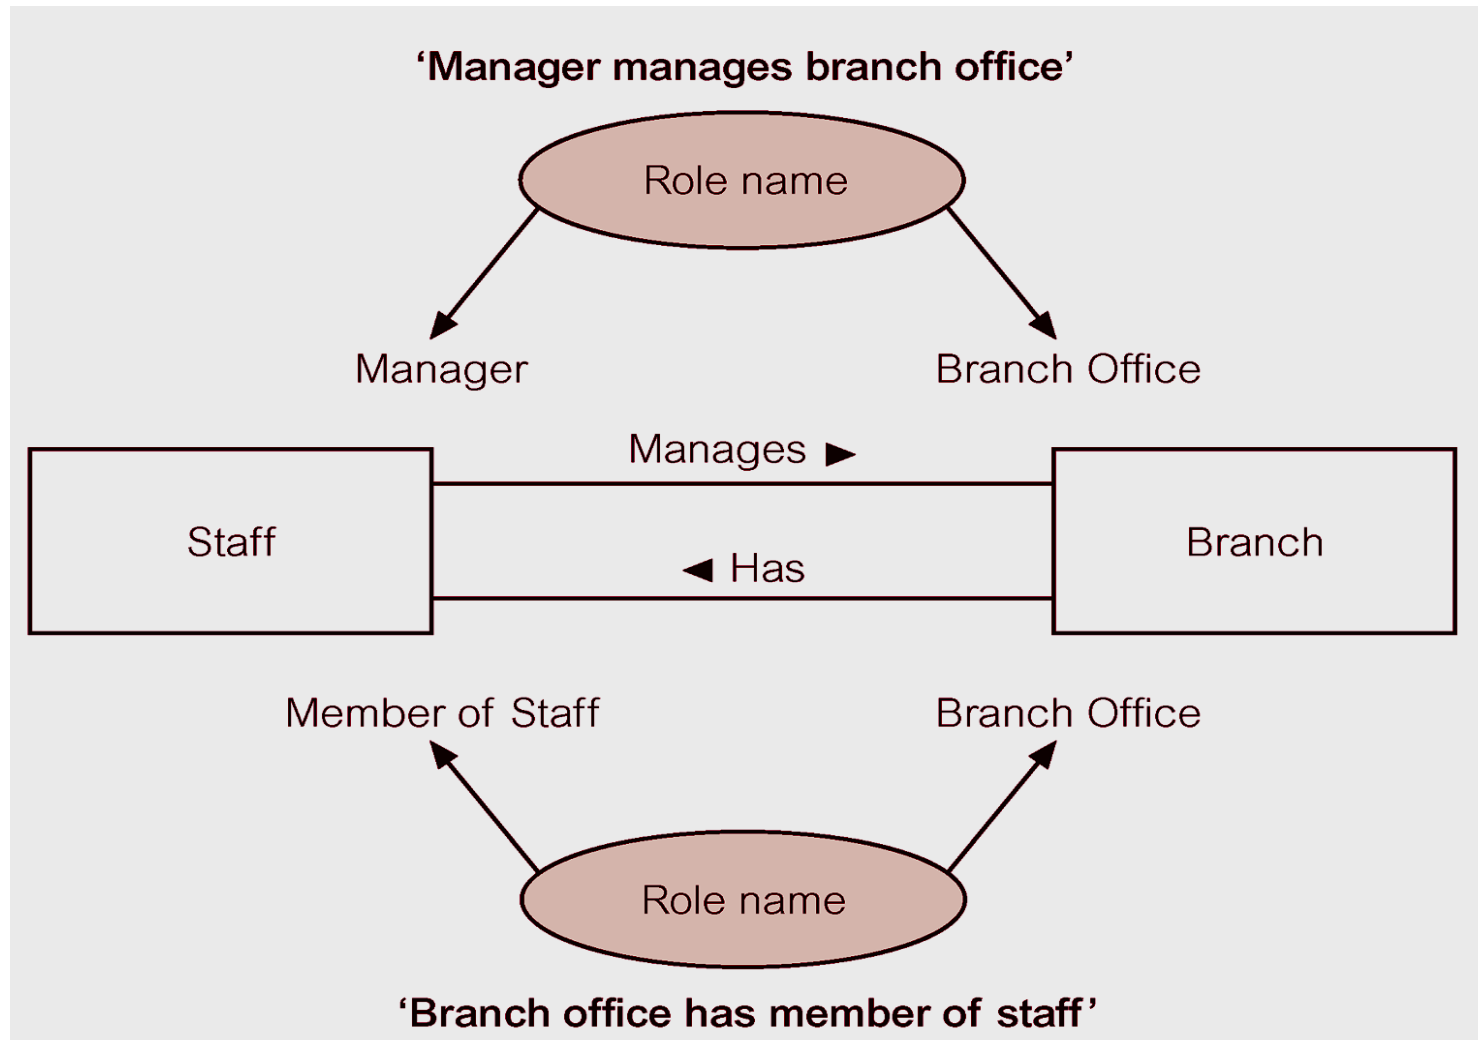 ‘Manager manages branch office’
Role name
Manager
Branch Office
Manages ►
Staff
Branch
◄ Has
Member of Staff
Branch Office
Role name
‘Branch office has member of staff’